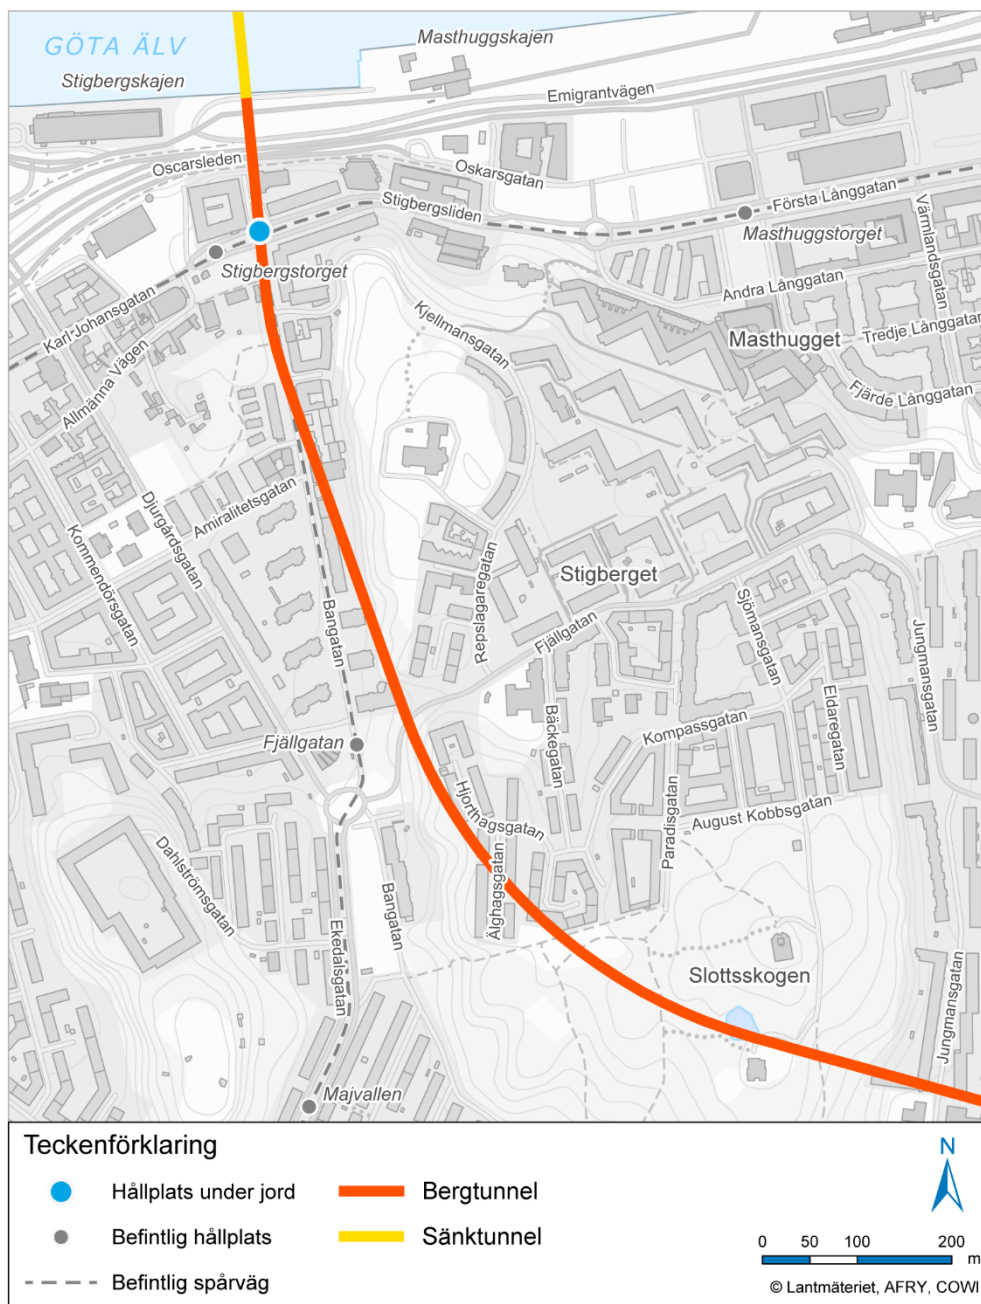 GÖTA ÄLV
Masthuggskajen
Stigbergskajen
Emigrantvägen
Oscarsleden
Oskarsgatan
Stigbergsliden
Första Långgatan
Värmlandsgatan
Masthuggstorget
Stigbergstorget
Andra Långgatan
Karl Johansgatan
Kjellmansgatan
Masthugget
Tredje Långgatan
Allmänna Vägen
Fjärde Långgatan
Djurgårdsgatan
Amiralitetsgatan
Kommendörsgatan
Repslagaregatan
Stigberget
Bangatan
Fjällgatan
Sjömansgatan
Jungmansgatan
Eldaregatan
Bäckegatan
Kompassgatan
Fjällgatan
Hjorthagsgatan
Paradisgatan
August Kobbsgatan
Dahlströmsgatan
Älghagsgatan
Bangatan
Ekedalsgatan
Slottsskogen
Jungmansgatan
Majvallen
Teckenförklaring
Hållplats under jord
Bergtunnel
Befintlig hållplats
Sänktunnel
Befintlig spårväg
N
0 50 100 200
m
© Lantmäteriet, AFRY, COWI